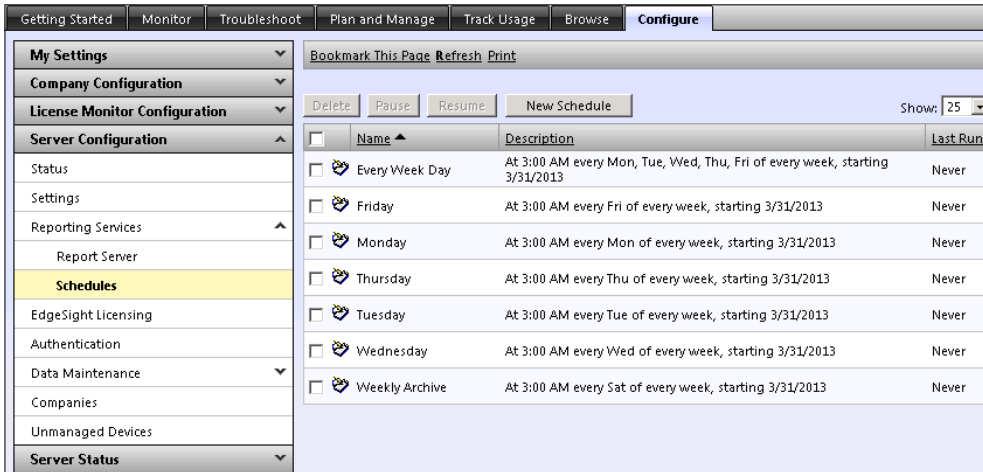 Getting Started Monitor Troubleshoot Plan and Manage Track Usage Browse Configure
My Settings
Company Configuration
License Monitor Configuration
Server Configuration
Status
Settings
Reporting Services
Report Server
Schedules
EdgeSight Licensing
Authentication
Data Maintenance
Companies
Unmanaged Devices
Server Status
Bookmark This Page Refresh Print
Delete Pause Resume New Schedule Show: 25
Name Description Last Run
Every Week Day At 3:00 AM every Mon, Tue, Wed, Thu, Fri of every week, starting
3/31/2013 Never
Friday At 3:00 AM every Fri of every week, starting 3/31/2013 Never
Monday At 3:00 AM every Mon of every week, starting 3/31/2013 Never
Thursday At 3:00 AM every Thu of every week, starting 3/31/2013 Never
Tuesday At 3:00 AM every Tue of every week, starting 3/31/2013 Never
Wednesday At 3:00 AM every Wed of every week, starting 3/31/2013 Never
Weekly Archive At 3:00 AM every Sat of every week, starting 3/31/2013 Never